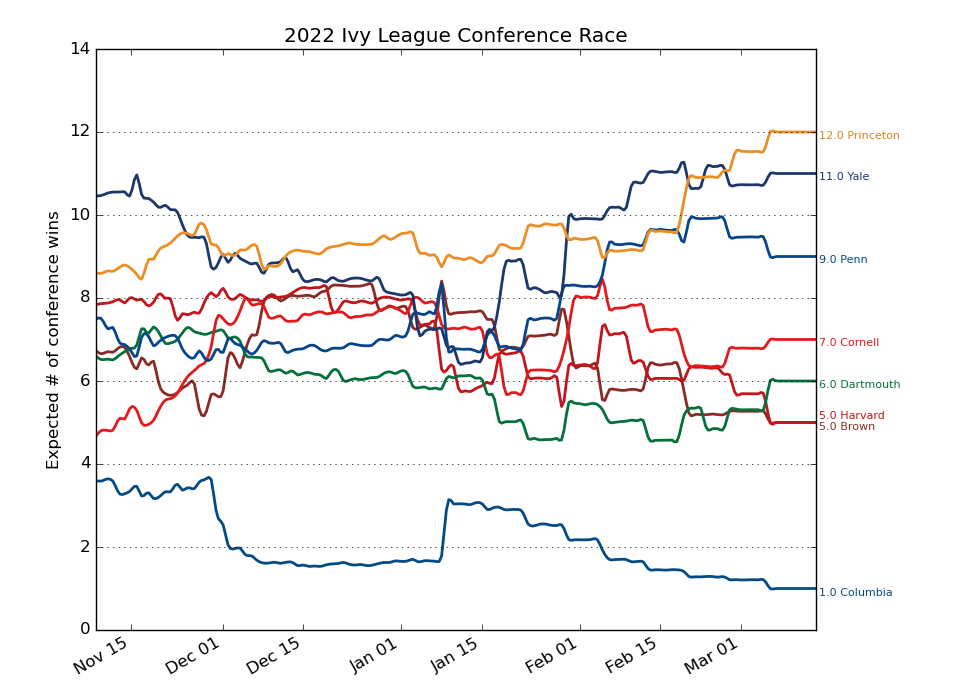 2022 Ivy League Conference Race
Expected # of conference wins
14
12
10
8
6
4
2
0
12.0 Princeton
11.0 Yale
9.0 Penn
7.0 Cornell
6.0 Dartmouth
5.0 Harvard
5.0 Brown
1.0 Columbia
Nov 15
Dec 01
Dec 15
Jan 01
Jan 15
Feb 01
Feb 15
Mar 01